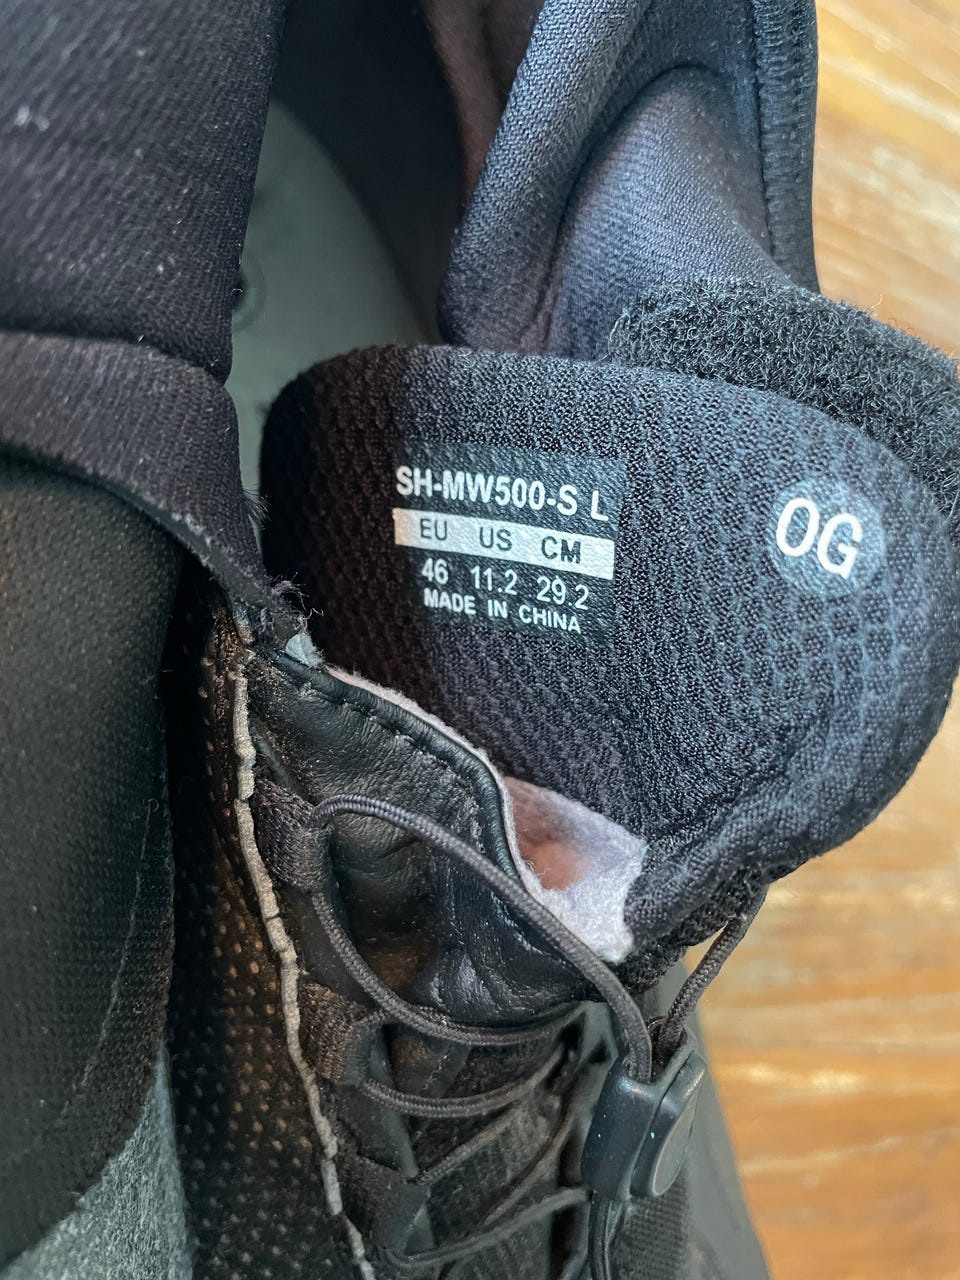 SH-MW500-S L
EU US CM
46 11.2 29.2
MADE IN CHINA
OG